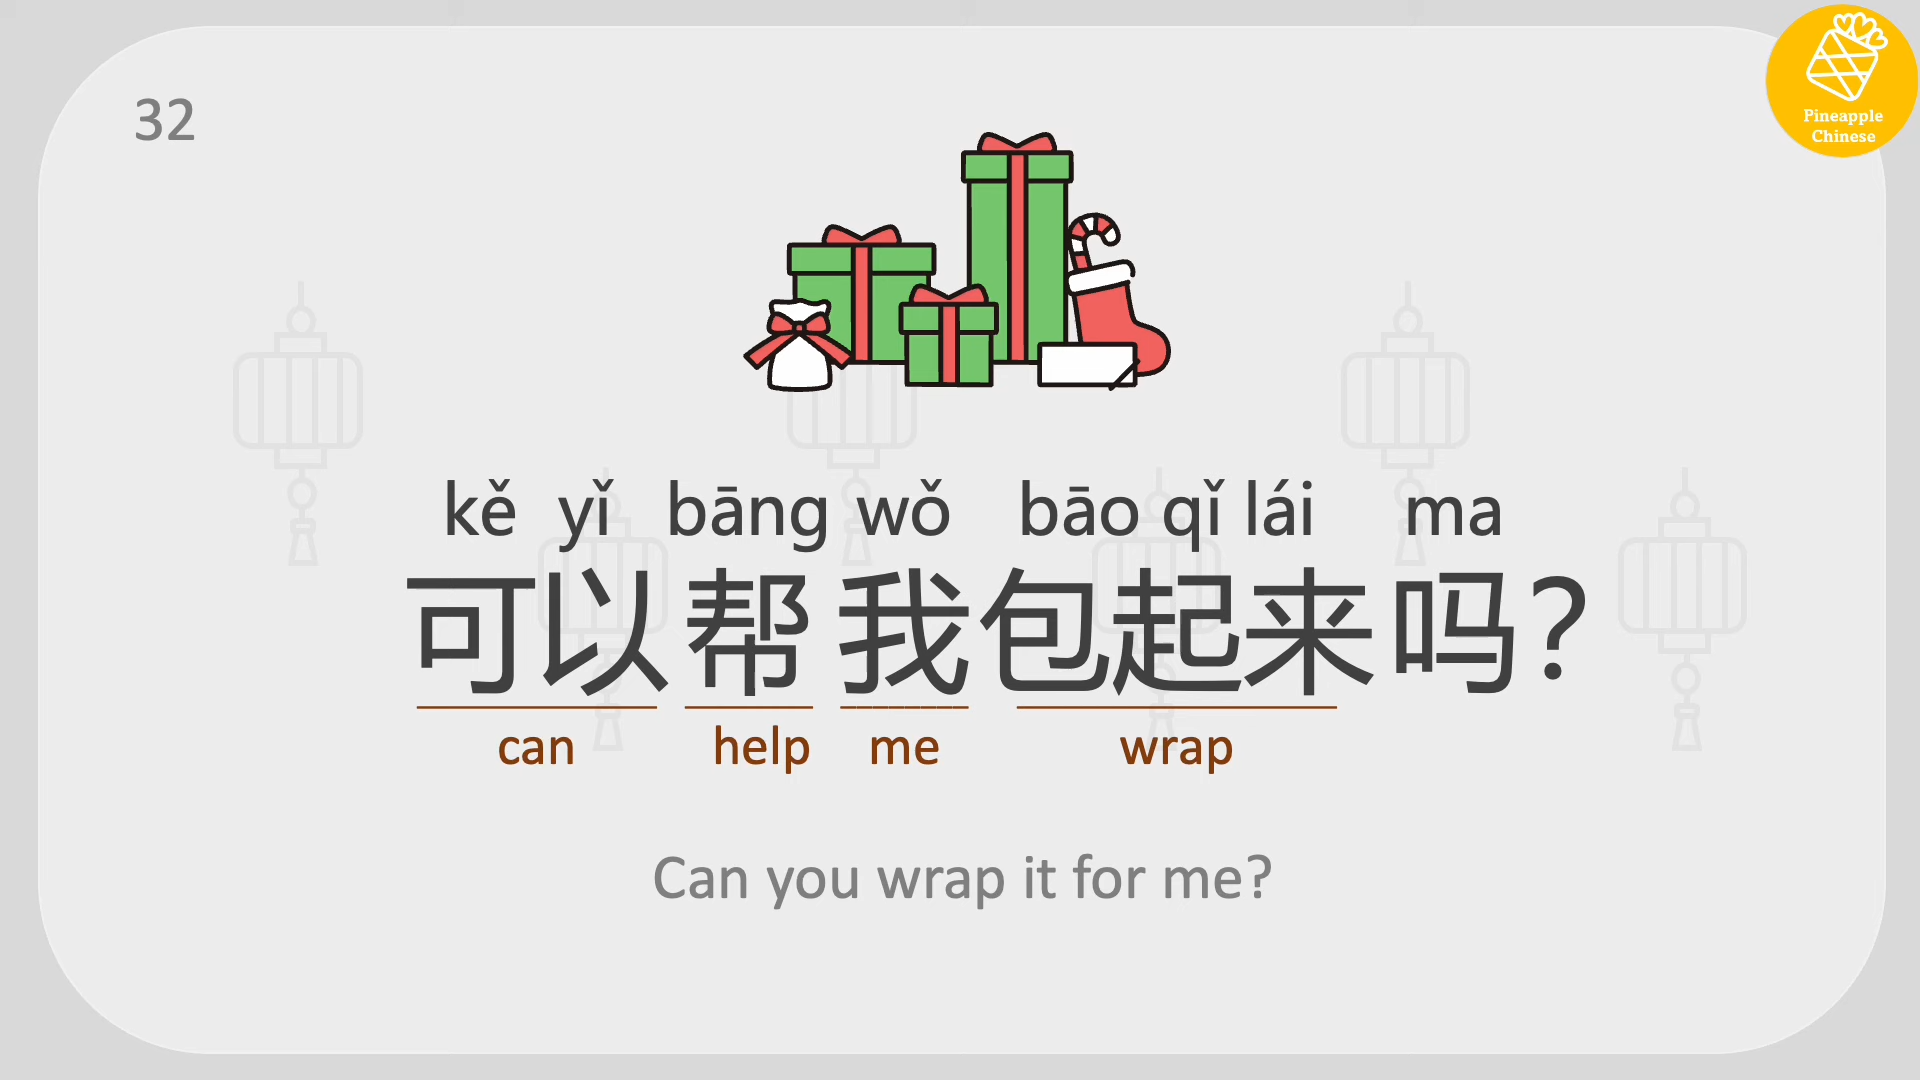 32
Pineapple
Chinese
kě yǐ bāng wǒ bāo qǐ lái ma
可以帮我包起来吗?
can help me wrap
Can you wrap it for me?